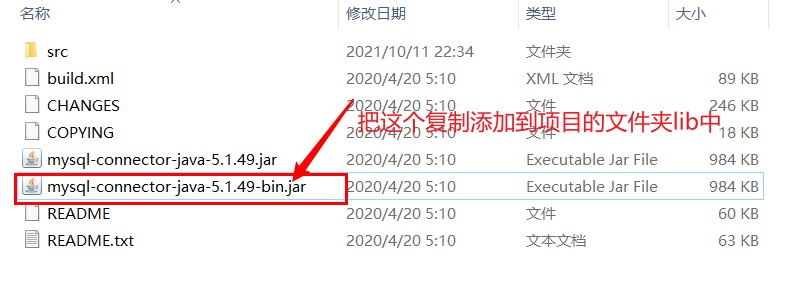 名称 修改日期 类型 大小
src 2021/10/11 22:34 文件夹
build.xml 2020/4/20 5:10 XML 文档 89 KB
CHANGES 2020/4/20 5:10 文件 246 KB
把这个复制添加到项目的文件夹lib中
COPYING 2020/4/20 5:10 文件 18 KB
mysql-connector-java-5.1.49.jar 2020/4/20 5:10 Executable Jar File 984 KB
mysql-connector-java-5.1.49-bin.jar 2020/4/20 5:10 Executable Jar File 984 KB
README 2020/4/20 5:10 文件 60 KB
README.txt 2020/4/20 5:10 文本文档 63 KB